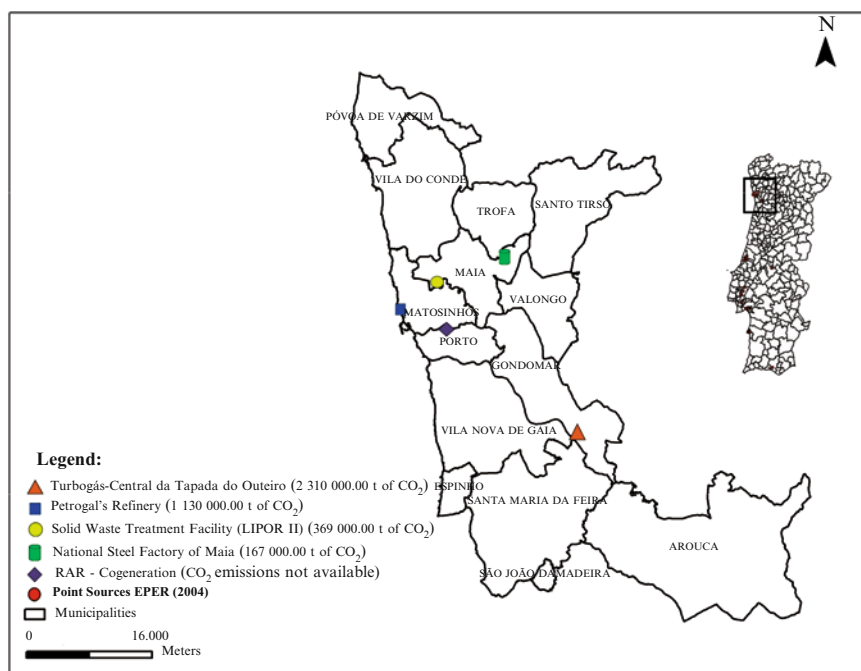 N
PÓVOA DE VARZIM
VILA DO CONDE
TROFA
SANTO TIRSO
MAIA
VALONGO
MATOSINHOS
PORTO
GONDOMAR
VILA NOVA DE GAIA
ESPINHO
SANTA MARIA DA FEIRA
AROUCA
SÃO JOÃO DAMADEIRA
Legend:
Turbogás-Central da Tapada do Outeiro (2 310 000.00 t of CO2)
Petrogal's Refinery (1 130 000.00 t of CO2)
Solid Waste Treatment Facility (LIPOR II) (369 000.00 t of CO2)
National Steel Factory of Maia (167 000.00 t of CO2)
RAR - Cogeneration (CO2 emissions not available)
Point Sources EPER (2004)
Municipalities
0 16.000
Meters